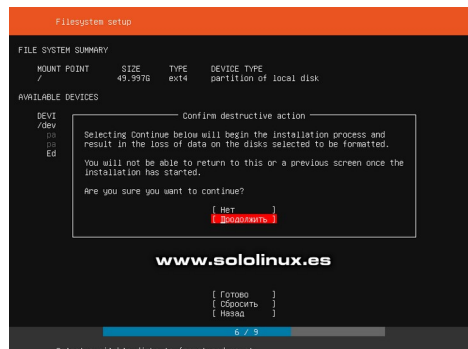 Filesystem setup
FILE SYSTEM SUMMARY
MOUNT POINT SIZE TYPE DEVICE TYPE
/ 49.997G ext4 partition of local disk
AVAILABLE DEVICES
DEVI
/dev
pa
pa
Ed
Confirm destructive action
Selecting Continue below will begin the installation process and
result in the loss of data on the disks selected to be formatted.
You will not be able to return to this or a previous screen once the
installation has started.
Are you sure you want to continue?
[ Нет ]
[ Продолжить ]
www.sololinux.es
[ Готово ]
[ Сбросить ]
[ Назад ]
6 / 9